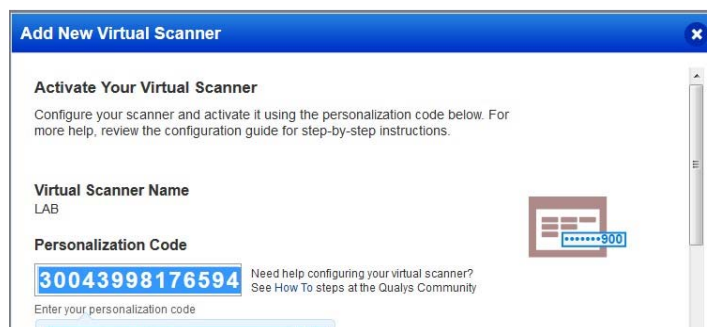 Add New Virtual Scanner
Activate Your Virtual Scanner
Configure your scanner and activate it using the personalization code below. For
more help, review the configuration guide for step-by-step instructions.
Virtual Scanner Name
LAB
•••••••900
Personalization Code
30043998176594
Need help configuring your virtual scanner?
See How To steps at the Qualys Community
Enter your personalization code